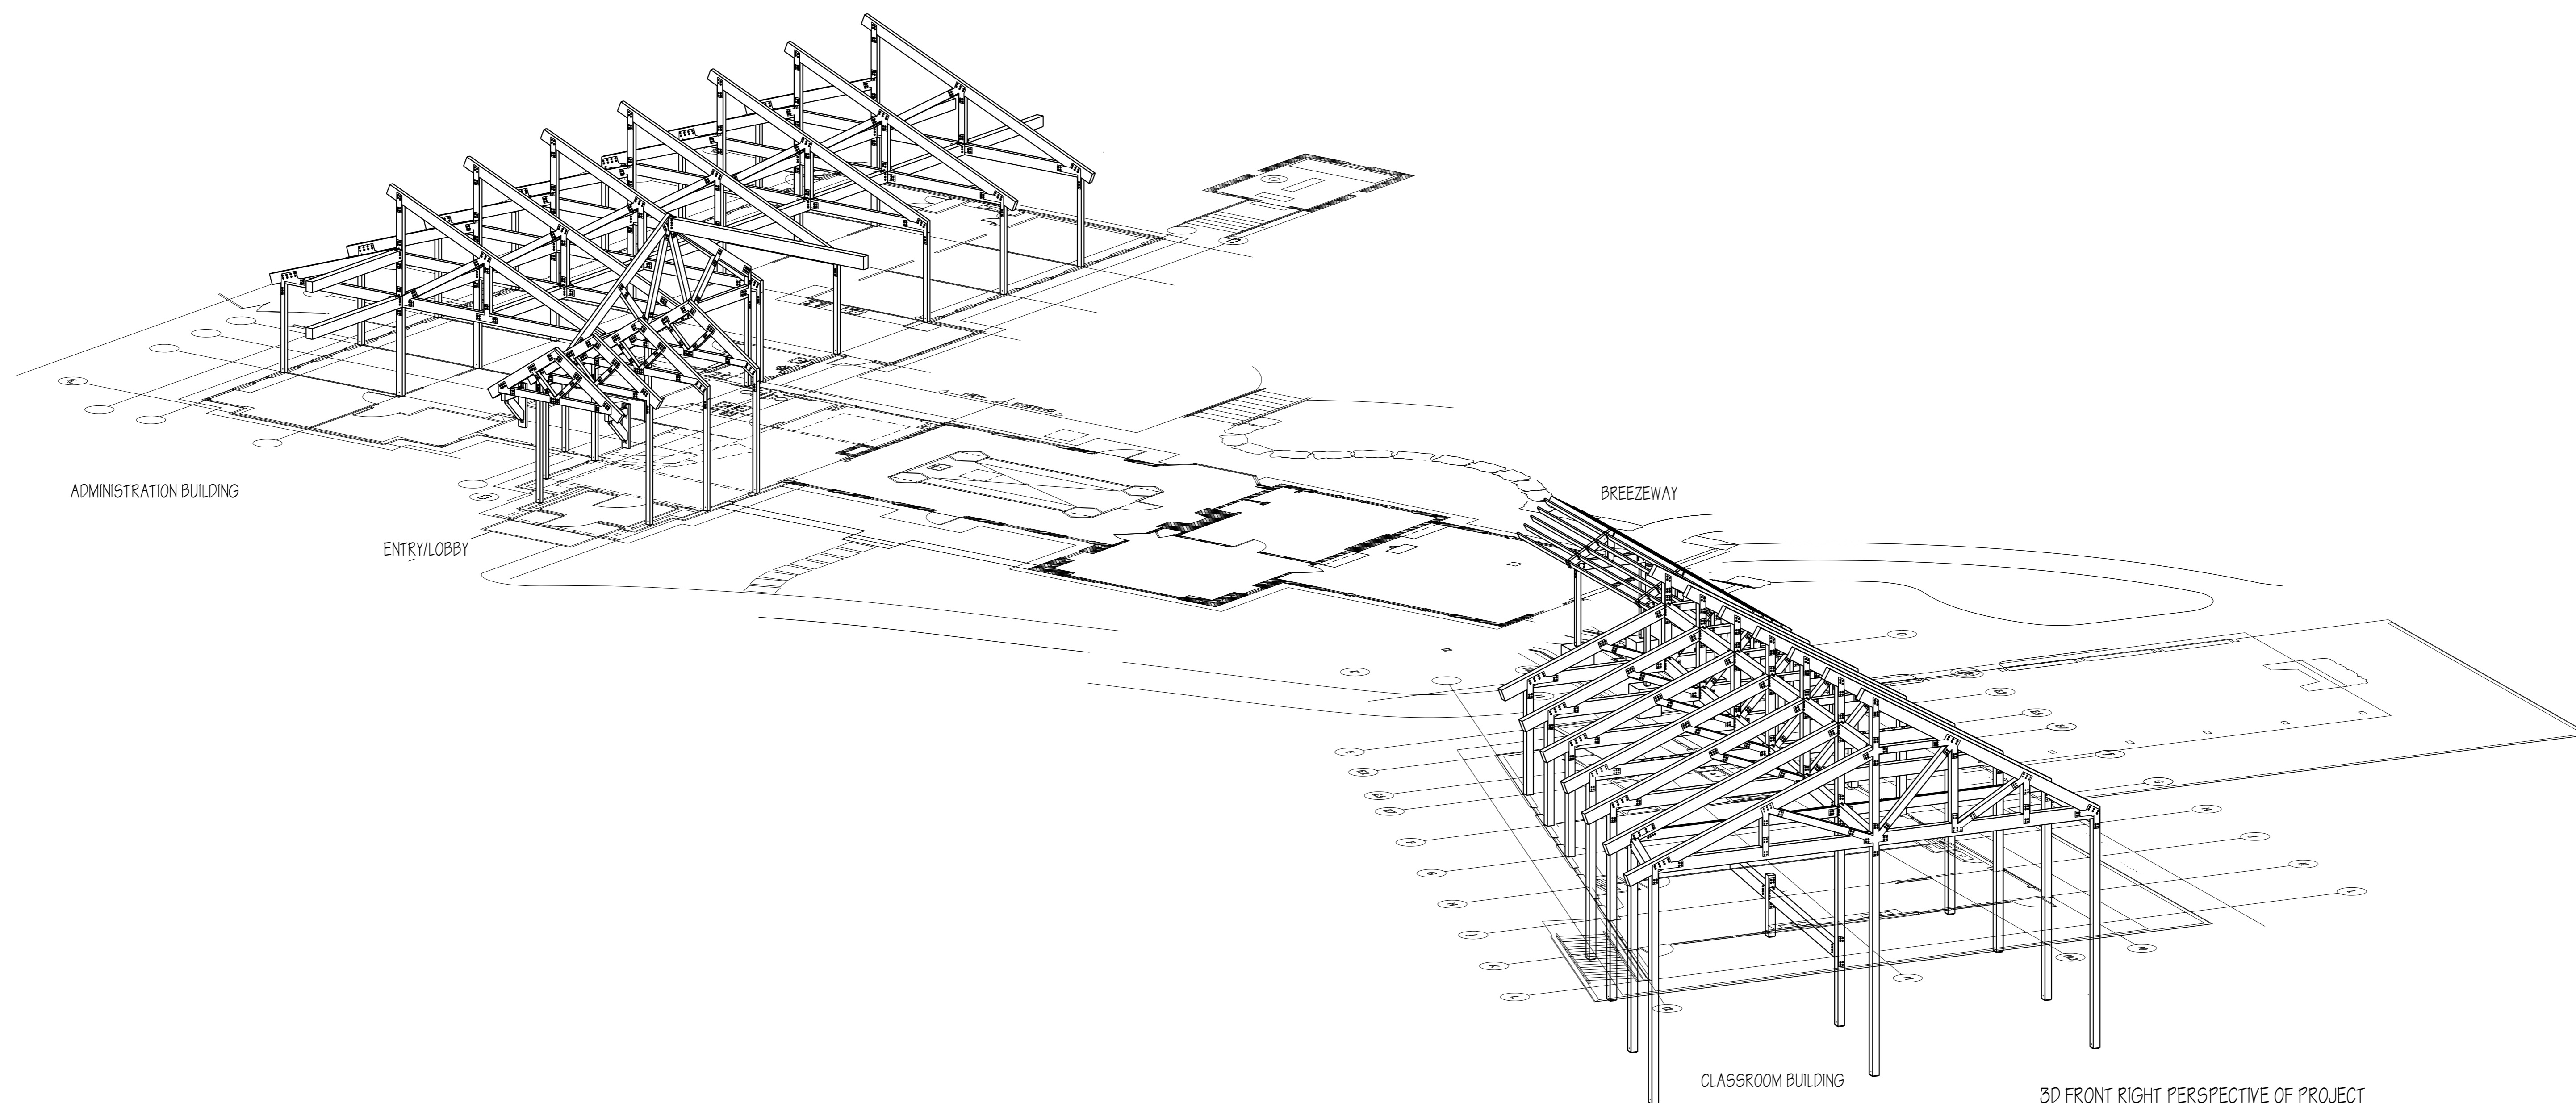 ADMINISTRATION BUILDING
ENTRY/LOBBY
BREEZEWAY
D
E
F
G
H
J
K
L
F
G
H
J
K
L
CLASSROOM BUILDING
3D FRONT RIGHT PERSPECTIVE OF PROJECT